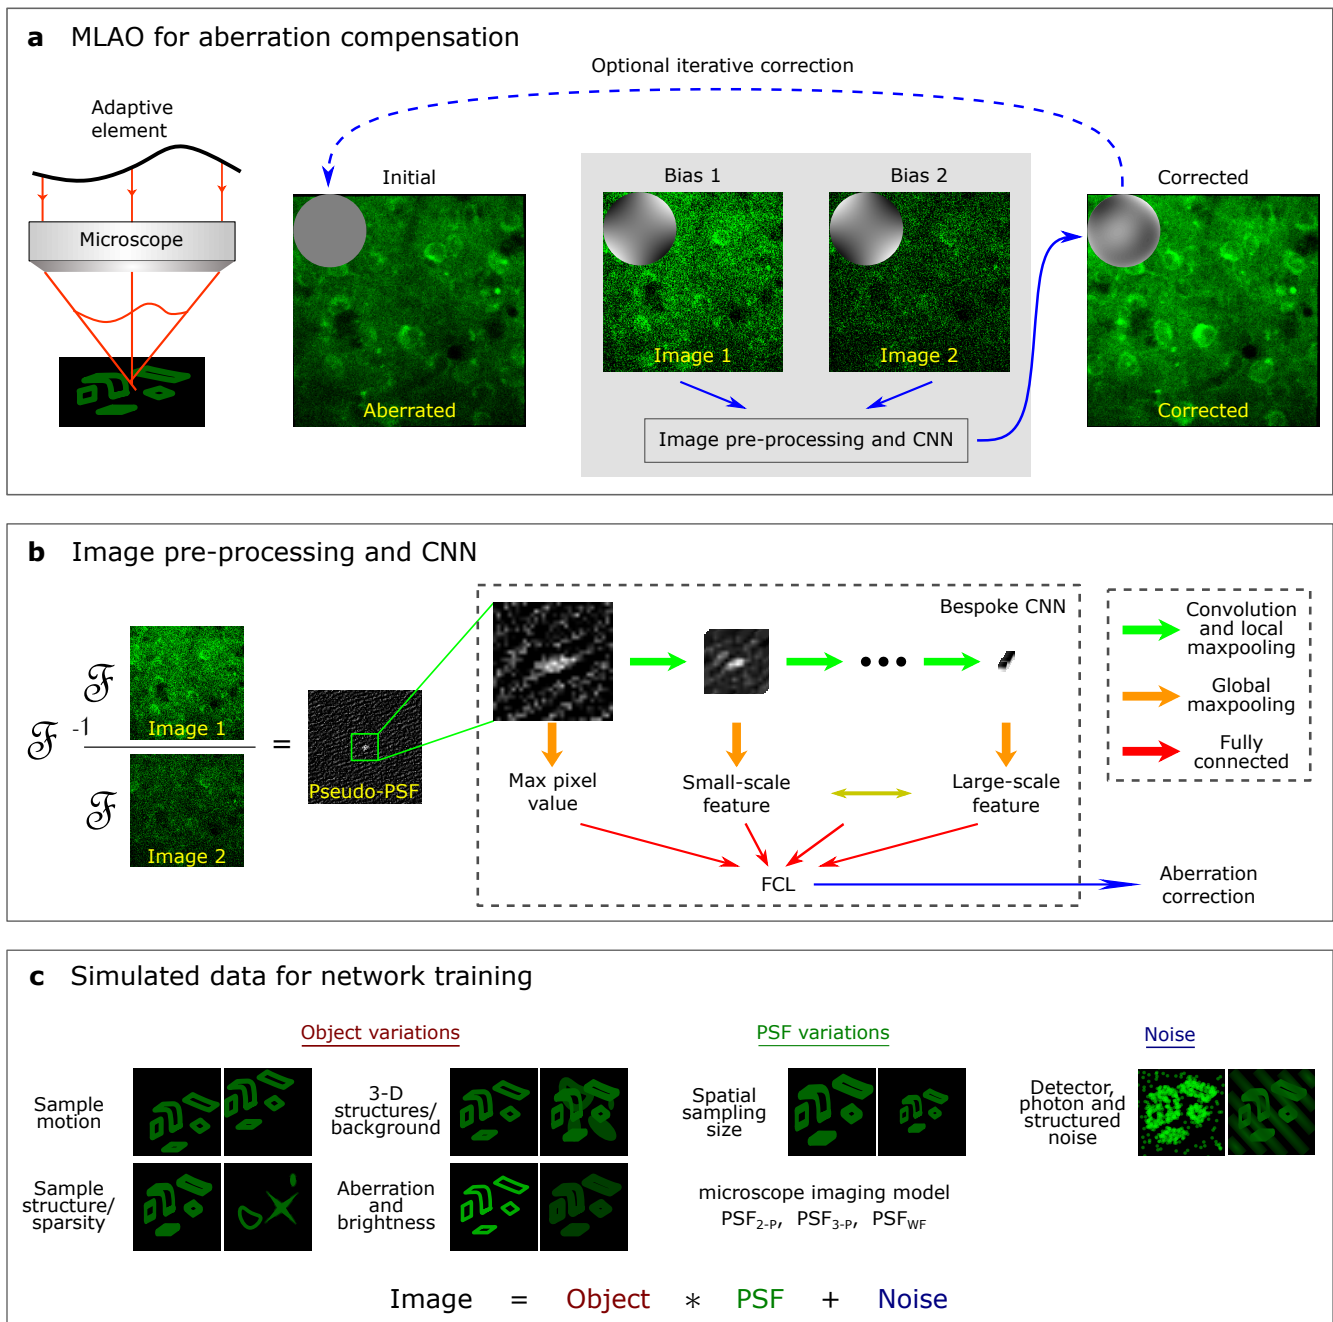 a MLAO for aberration compensation
Optional iterative correction
Adaptive
element
Microscope
Initial
Aberrated
Bias 1
Image 1
Bias 2
Image 2
Image pre-processing and CNN
Corrected
Corrected
b Image pre-processing and CNN
ℱ
Image 1
ℱ -1
=
ℱ
Image 2
Pseudo-PSF
Bespoke CNN
Max pixel
value
Small-scale
feature
Large-scale
feature
FCL
Aberration
correction
Convolution
and local
maxpooling
Global
maxpooling
Fully
connected
c Simulated data for network training
Object variations
Sample
motion
3-D
structures/
background
Sample
structure/
sparsity
Aberration
and
brightness
PSF variations
Spatial
sampling
size
microscope imaging model
PSF2-P, PSF3-P, PSFWF
Noise
Detector,
photon and
structured
noise
Image = Object * PSF + Noise